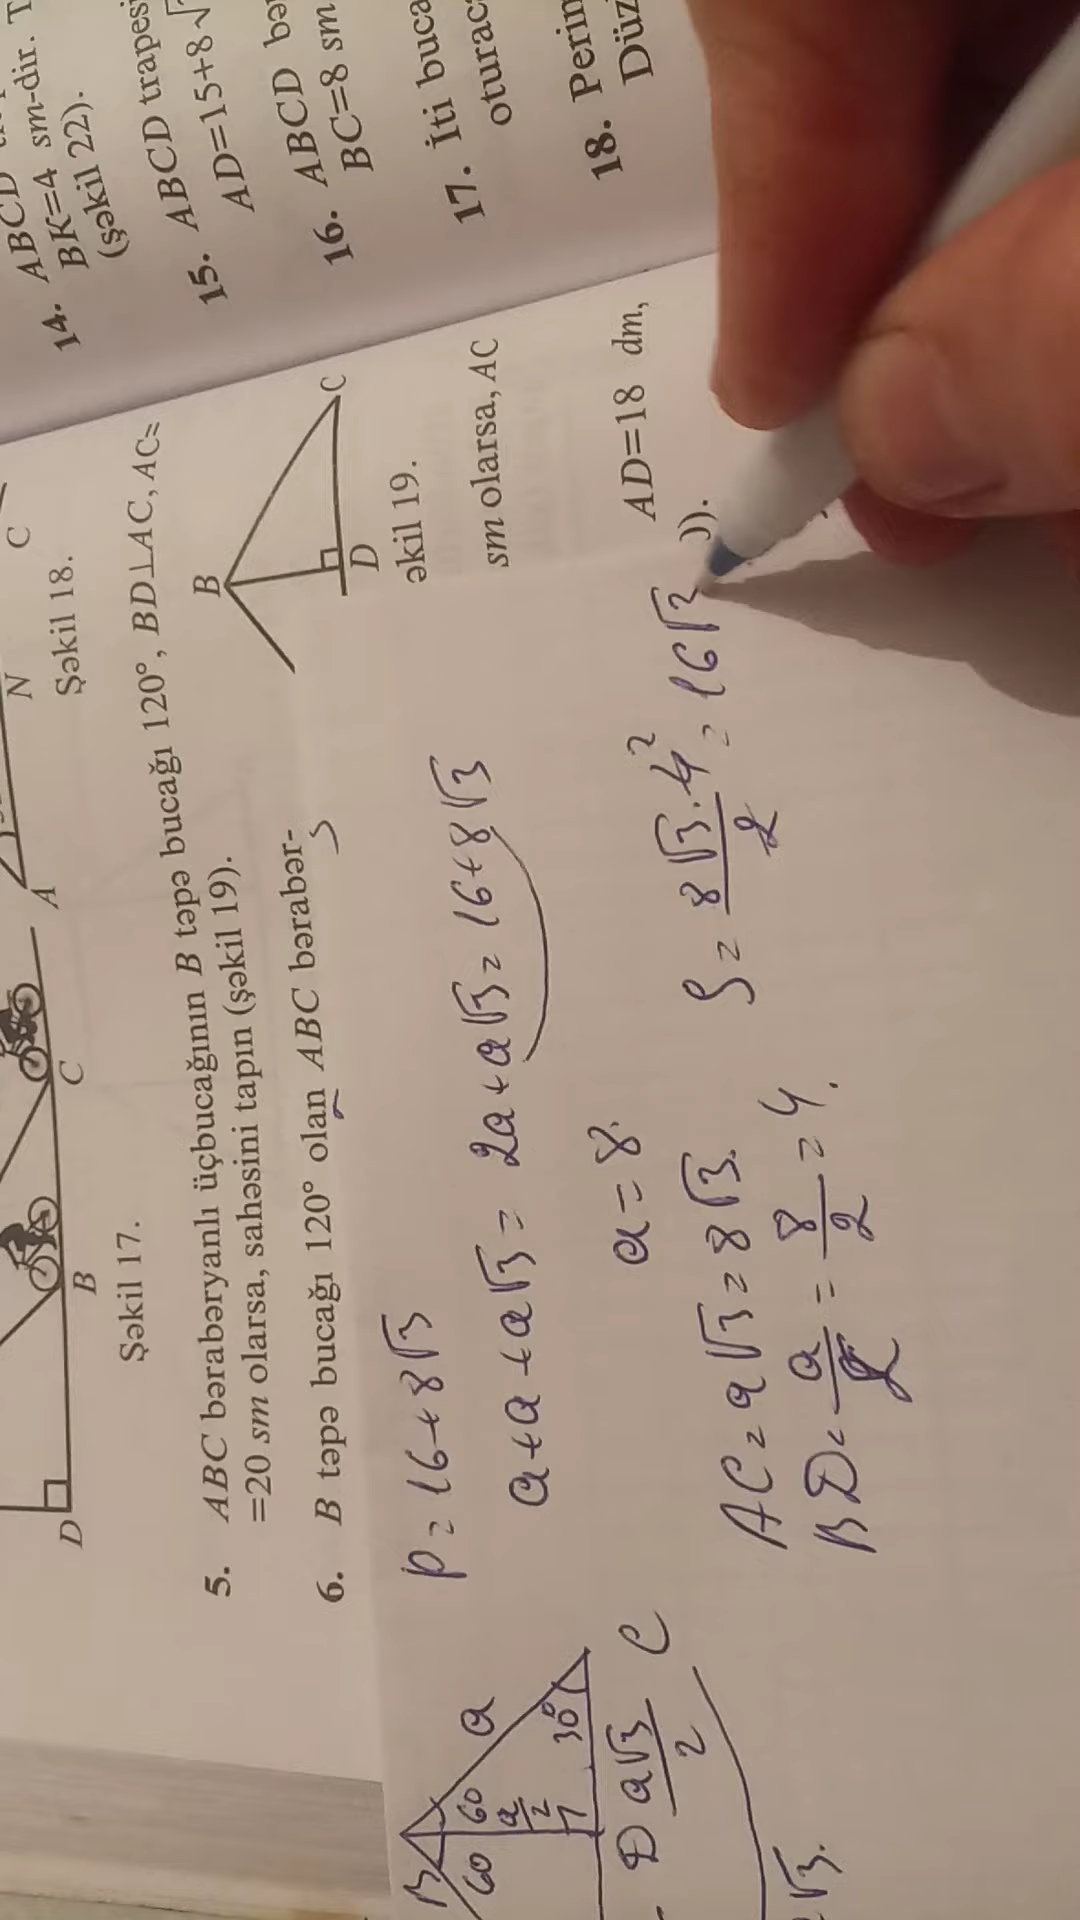 14. ABCD
BK=4 sm-dir.
(şəkil 22).
15. ABCD trapesi
AD=15+8√
16. ABCD bər
BC=8 sm
17. İti buca
oturac
18. Perim
Düz
D B C A N C
Şəkil 17.
Şəkil 18.
5. ABC bərabəryanlı üçbucağının B təpə bucağı 120°, BD⊥AC, AC=
=20 sm olarsa, sahəsini tapın (şəkil 19).
B
D C
əkil 19.
6. B təpə bucağı 120° olan ABC bərabər-
sm olarsa, AC
AD=18 dm,
)).
P=16+8√3
a+a+a√3= 2a+a√3=16+8√3
a=8.
AC=a√3=8√3.
BD=a/2=8/2=4.
S=8√3·4/2=16√3
B
60 60 a
a/2
30°
D a√3/2 C
√3.